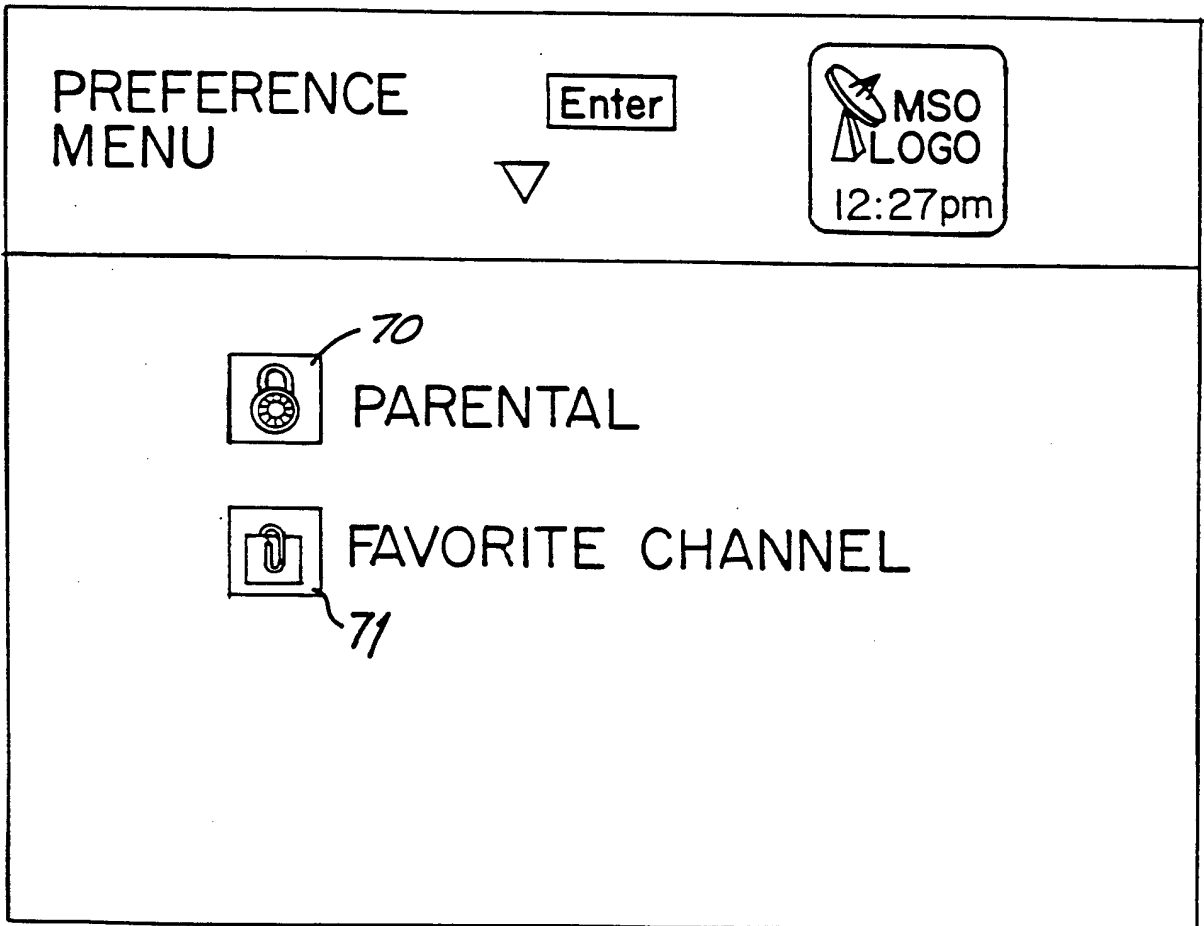 PREFERENCE
MENU
Enter
MSO
LOGO
12:27pm
70
PARENTAL
FAVORITE CHANNEL
71